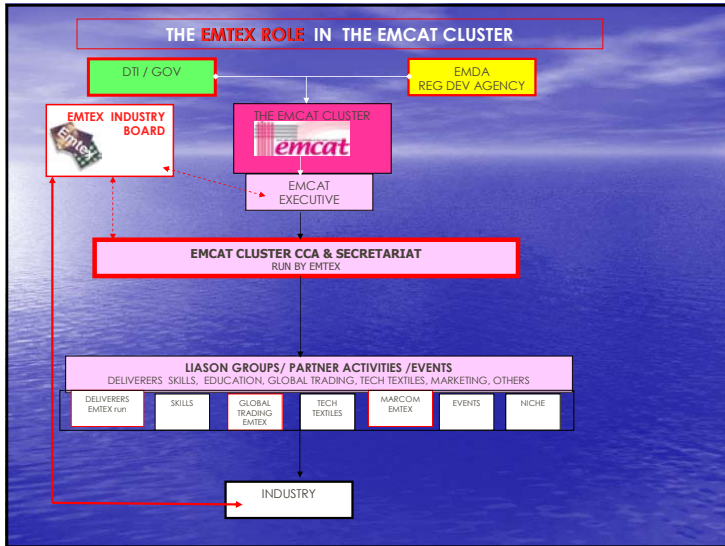 THE EMTEX ROLE IN THE EMCAT CLUSTER
DTI / GOV
EMDA
REG DEV AGENCY
EMTEX INDUSTRY
BOARD
Emtex
THE EMCAT CLUSTER
emcat
EMCAT
EXECUTIVE
EMCAT CLUSTER CCA & SECRETARIAT
RUN BY EMTEX
LIASON GROUPS/ PARTNER ACTIVITIES /EVENTS
DELIVERERS SKILLS, EDUCATION, GLOBAL TRADING, TECH TEXTILES, MARKETING, OTHERS
DELIVERERS
EMTEX run
SKILLS
GLOBAL
TRADING
EMTEX
TECH
TEXTILES
MARCOM
EMTEX
EVENTS
NICHE
INDUSTRY